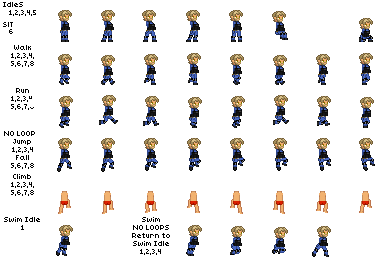 IdleS
1,2,3,4,5
SIT
6
Walk
1,2,3,4,
5,6,7,8
Run
1,2,3,
5,6,7,
NO LOOP
Jump
1,2,3,4
Fall
5,6,7,8
Climb
1,2,3,4,
5,6,7,8
Swim Idle
1
Swim
NO LOOPS
Return to
Swim Idle
1,2,3,4